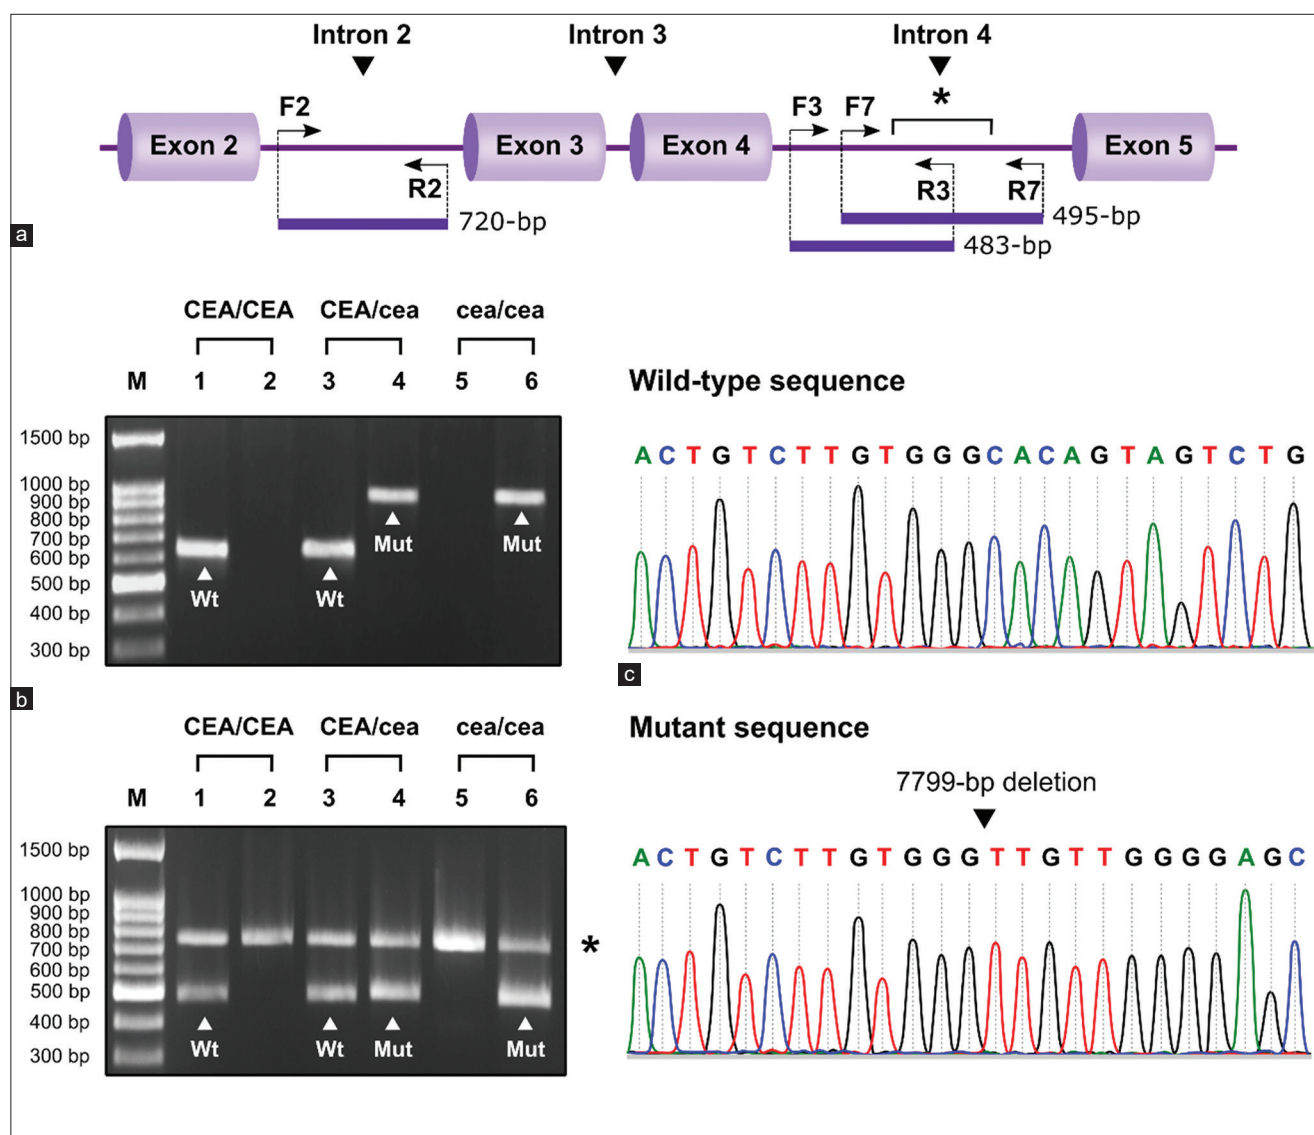 Intron 2 Intron 3 Intron 4
*
F2 F3 F7
Exon 2 Exon 3 Exon 4 Exon 5
R2 R3 R7
720-bp 495-bp
483-bp
a
CEA/CEA CEA/cea cea/cea
M 1 2 3 4 5 6
1500 bp
1000 bp
900 bp
800 bp
700 bp
600 bp
500 bp
400 bp
300 bp
Mut Mut
Wt Wt
b
CEA/CEA CEA/cea cea/cea
M 1 2 3 4 5 6
1500 bp
1000 bp
900 bp
800 bp
700 bp
600 bp
500 bp
400 bp
300 bp
*
Wt Wt Mut Mut
Wild-type sequence
A C T G T C T T G T G G G C A C A G T A G T C T G
c
Mutant sequence
7799-bp deletion
A C T G T C T T G T G G G T T G T T G G G G A G C